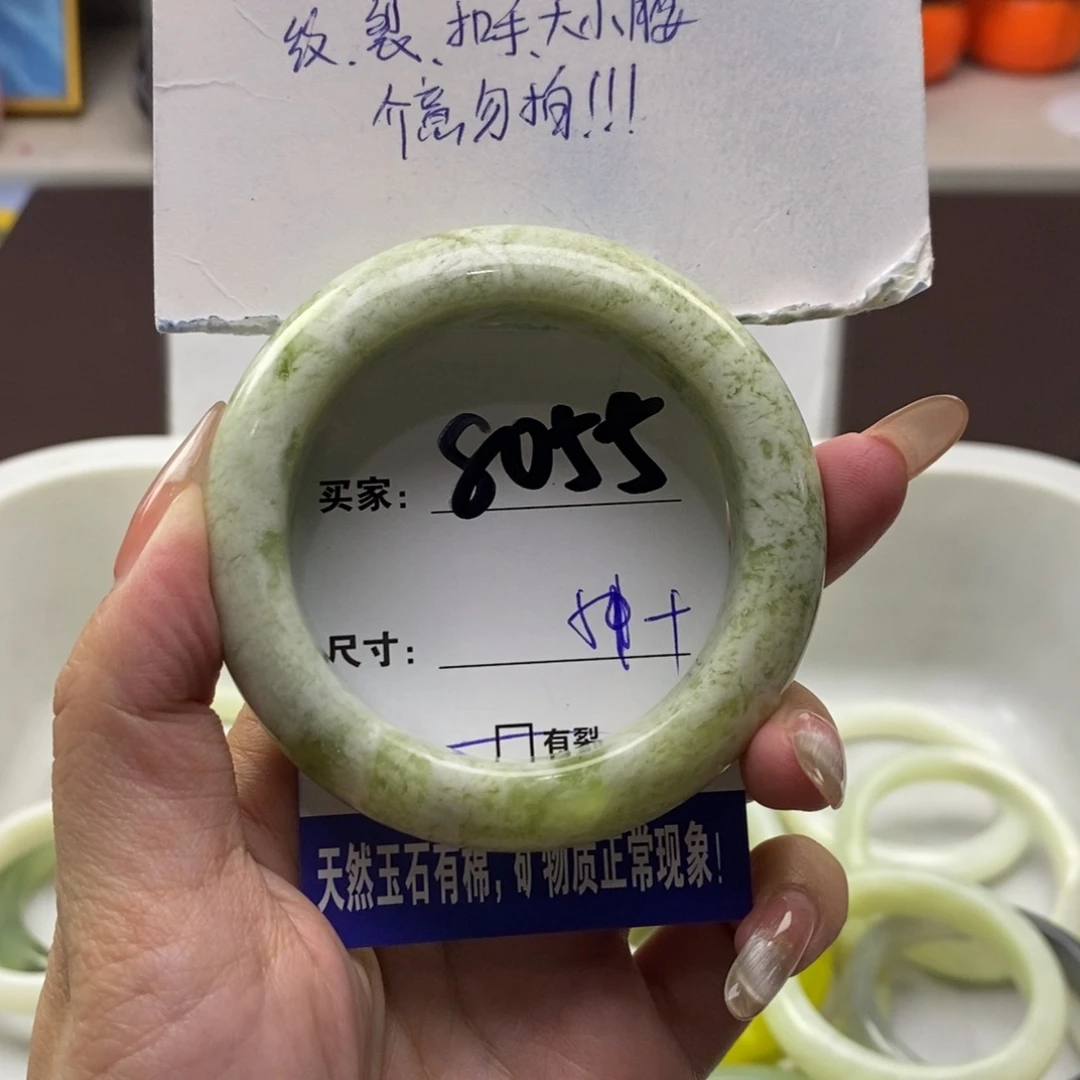 纹.裂、扣手、大小腰
介意勿拍!!!
买家: 8055
尺寸:
有裂
天然玉石有棉,矿物质正常现象!